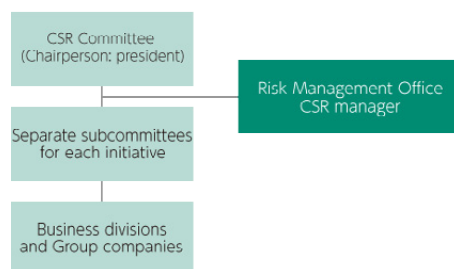 CSR Committee
(Chairperson: president)
Risk Management Office
CSR manager
Separate subcommittees
for each initiative
Business divisions
and Group companies